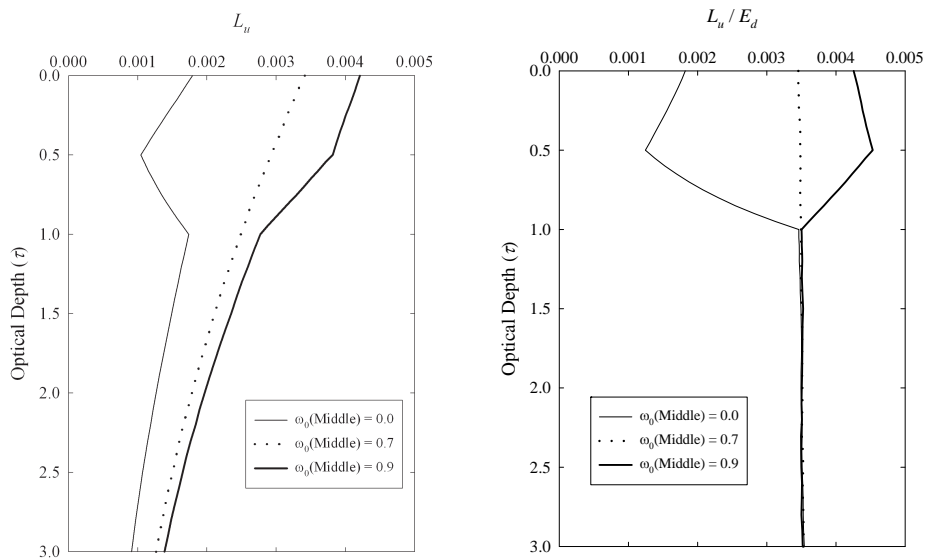 L_u
0.000 0.001 0.002 0.003 0.004 0.005
0.0
0.5
1.0
1.5
2.0
2.5
3.0
Optical Depth (τ)
ω₀(Middle) = 0.0
ω₀(Middle) = 0.7
ω₀(Middle) = 0.9
L_u / E_d
0.000 0.001 0.002 0.003 0.004 0.005
0.0
0.5
1.0
1.5
2.0
2.5
3.0
Optical Depth (τ)
ω₀(Middle) = 0.0
ω₀(Middle) = 0.7
ω₀(Middle) = 0.9